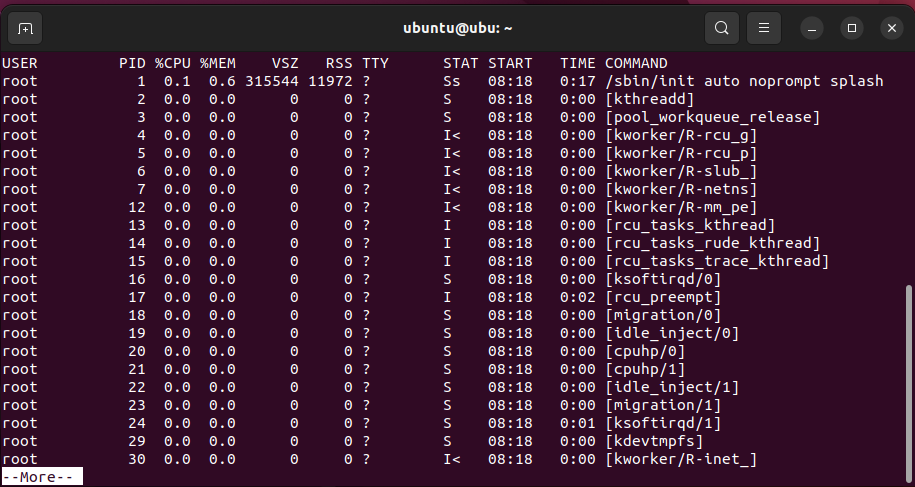 ubuntu@ubu: ~
USER         PID %CPU %MEM    VSZ   RSS TTY      STAT START   TIME COMMAND
root           1  0.1  0.6 315544 11972 ?        Ss   08:18   0:17 /sbin/init auto noprompt splash
root           2  0.0  0.0      0     0 ?        S    08:18   0:00 [kthreadd]
root           3  0.0  0.0      0     0 ?        S    08:18   0:00 [pool_workqueue_release]
root           4  0.0  0.0      0     0 ?        I<   08:18   0:00 [kworker/R-rcu_g]
root           5  0.0  0.0      0     0 ?        I<   08:18   0:00 [kworker/R-rcu_p]
root           6  0.0  0.0      0     0 ?        I<   08:18   0:00 [kworker/R-slub_]
root           7  0.0  0.0      0     0 ?        I<   08:18   0:00 [kworker/R-netns]
root          12  0.0  0.0      0     0 ?        I<   08:18   0:00 [kworker/R-mm_pe]
root          13  0.0  0.0      0     0 ?        I    08:18   0:00 [rcu_tasks_kthread]
root          14  0.0  0.0      0     0 ?        I    08:18   0:00 [rcu_tasks_rude_kthread]
root          15  0.0  0.0      0     0 ?        I    08:18   0:00 [rcu_tasks_trace_kthread]
root          16  0.0  0.0      0     0 ?        S    08:18   0:00 [ksoftirqd/0]
root          17  0.0  0.0      0     0 ?        I    08:18   0:02 [rcu_preempt]
root          18  0.0  0.0      0     0 ?        S    08:18   0:00 [migration/0]
root          19  0.0  0.0      0     0 ?        S    08:18   0:00 [idle_inject/0]
root          20  0.0  0.0      0     0 ?        S    08:18   0:00 [cpuhp/0]
root          21  0.0  0.0      0     0 ?        S    08:18   0:00 [cpuhp/1]
root          22  0.0  0.0      0     0 ?        S    08:18   0:00 [idle_inject/1]
root          23  0.0  0.0      0     0 ?        S    08:18   0:00 [migration/1]
root          24  0.0  0.0      0     0 ?        S    08:18   0:01 [ksoftirqd/1]
root          29  0.0  0.0      0     0 ?        S    08:18   0:00 [kdevtmpfs]
root          30  0.0  0.0      0     0 ?        I<   08:18   0:00 [kworker/R-inet_]
--More--